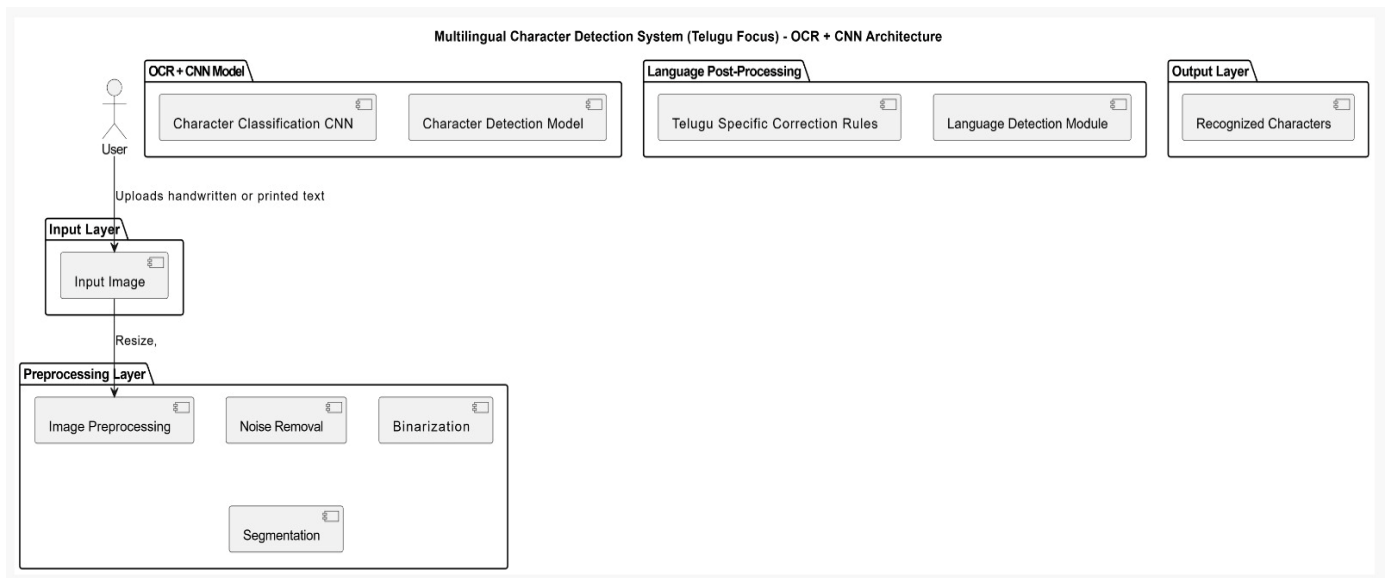 Multilingual Character Detection System (Telugu Focus) - OCR + CNN Architecture
OCR + CNN Model
Character Classification CNN
Character Detection Model
Language Post-Processing
Telugu Specific Correction Rules
Language Detection Module
Output Layer
Recognized Characters
User
Uploads handwritten or printed text
Input Layer
Input Image
Resize,
Preprocessing Layer
Image Preprocessing
Noise Removal
Binarization
Segmentation